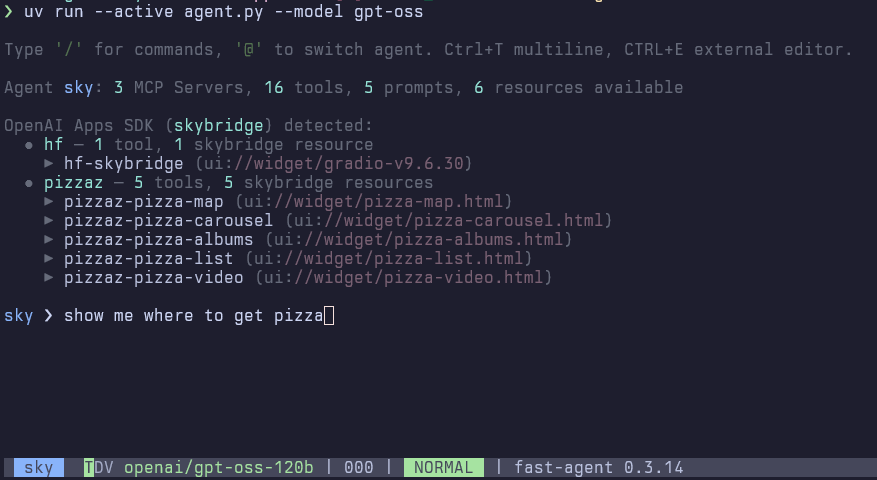 ❯ uv run --active agent.py --model gpt-oss
Type '/' for commands, '@' to switch agent. Ctrl+T multiline, CTRL+E external editor.
Agent sky: 3 MCP Servers, 16 tools, 5 prompts, 6 resources available
OpenAI Apps SDK (skybridge) detected:
● hf — 1 tool, 1 skybridge resource
▶ hf-skybridge (ui://widget/gradio-v9.6.30)
● pizzaz — 5 tools, 5 skybridge resources
▶ pizzaz-pizza-map (ui://widget/pizza-map.html)
▶ pizzaz-pizza-carousel (ui://widget/pizza-carousel.html)
▶ pizzaz-pizza-albums (ui://widget/pizza-albums.html)
▶ pizzaz-pizza-list (ui://widget/pizza-list.html)
▶ pizzaz-pizza-video (ui://widget/pizza-video.html)
sky ❯ show me where to get pizza
sky TDV openai/gpt-oss-120b | 000 | NORMAL | fast-agent 0.3.14